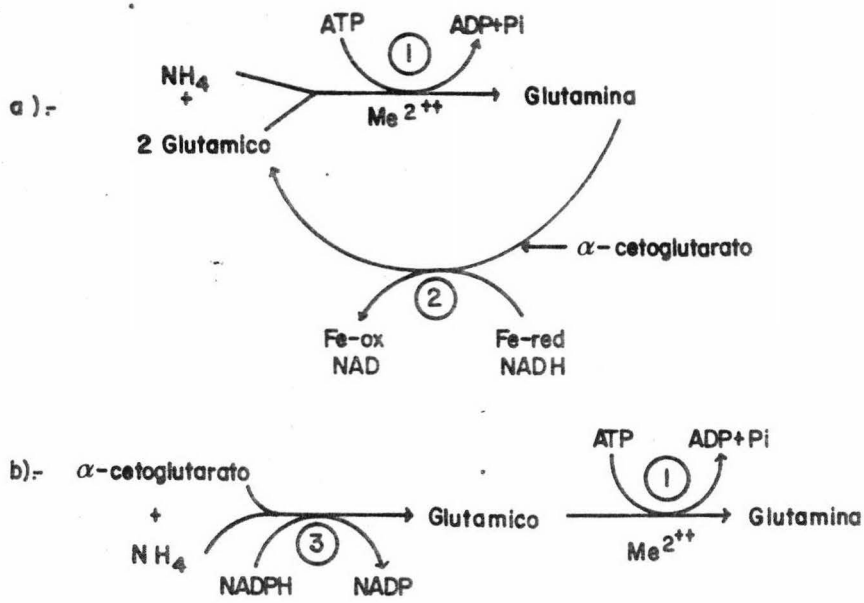 ATP ADP+Pi
1
NH4
+
a).- Me 2++ Glutamina
2 Glutamico
α-cetoglutarato
2
Fe-ox Fe-red
NAD NADH
ATP ADP+Pi
b).- α-cetoglutarato 1
+ Glutamico Glutamina
3 Me2++
NH4
NADPH NADP